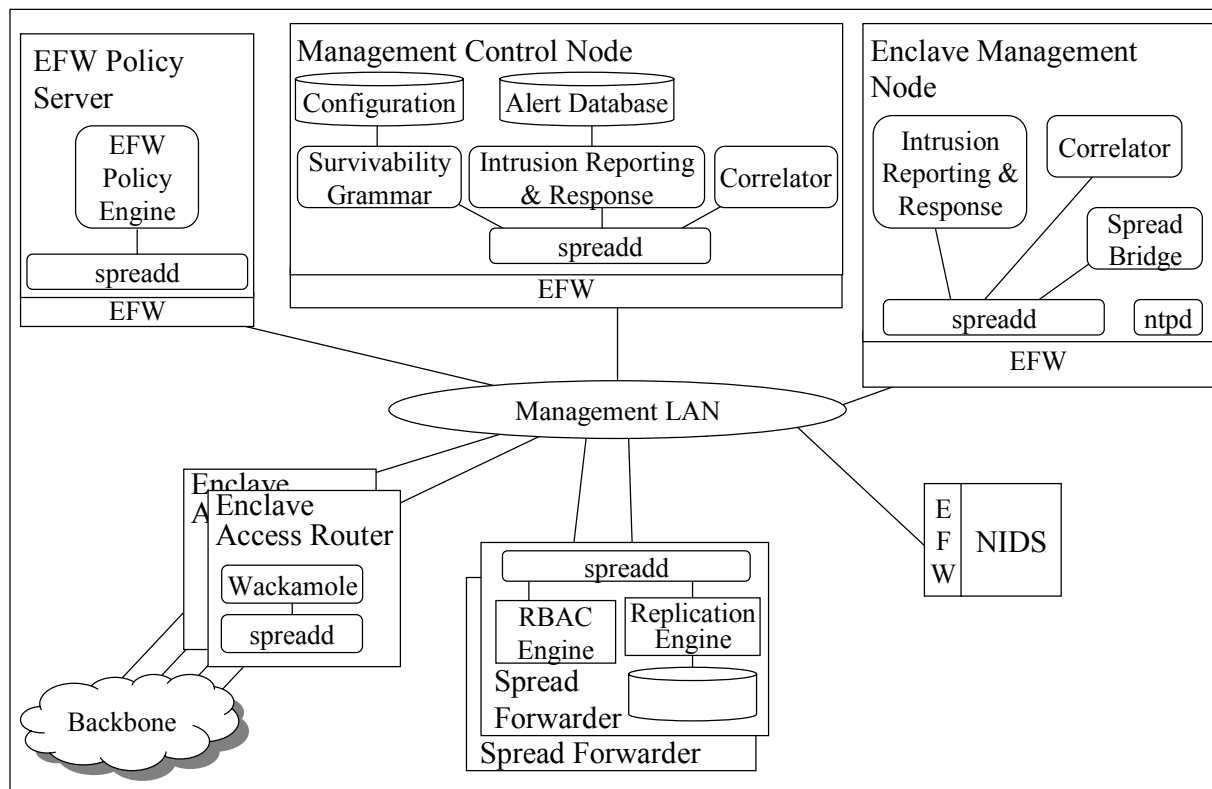 EFW Policy
Server
EFW
Policy
Engine
spreadd
EFW
Management Control Node
Configuration
Alert Database
Survivability
Grammar
Intrusion Reporting
& Response
Correlator
spreadd
EFW
Enclave Management
Node
Intrusion
Reporting &
Response
Correlator
Spread
Bridge
spreadd
ntpd
EFW
Management LAN
Enclave
A
Enclave
Access Router
Wackamole
spreadd
Backbone
spreadd
RBAC
Engine
Replication
Engine
Spread
Forwarder
Spread Forwarder
E
F
W
NIDS